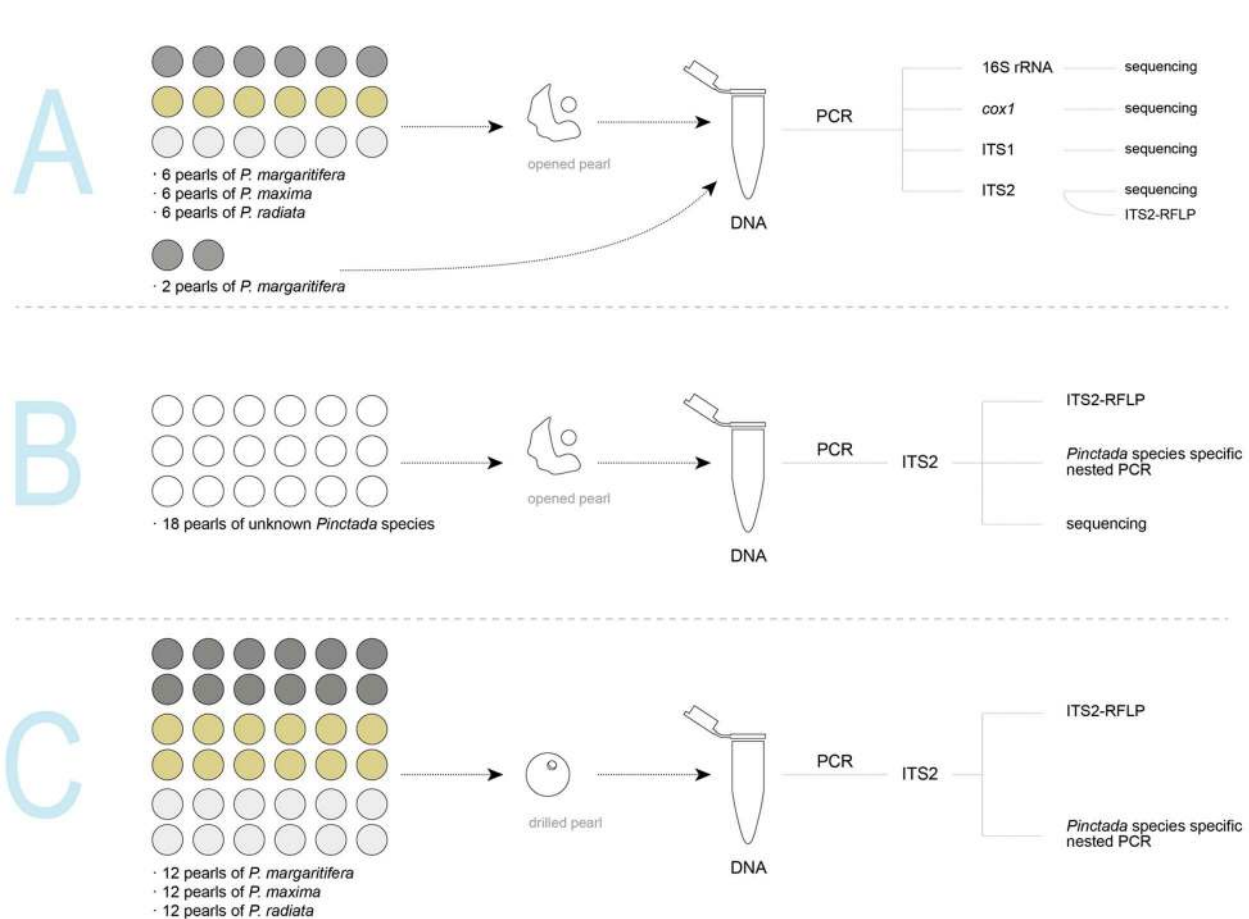 A
· 6 pearls of P. margaritifera
· 6 pearls of P. maxima
· 6 pearls of P. radiata
· 2 pearls of P. margaritifera
opened pearl
DNA
PCR
16S rRNA
sequencing
cox1
sequencing
ITS1
sequencing
ITS2
sequencing
ITS2-RFLP
B
· 18 pearls of unknown Pinctada species
opened pearl
DNA
PCR
ITS2
ITS2-RFLP
Pinctada species specific
nested PCR
sequencing
C
· 12 pearls of P. margaritifera
· 12 pearls of P. maxima
· 12 pearls of P. radiata
drilled pearl
DNA
PCR
ITS2
ITS2-RFLP
Pinctada species specific
nested PCR